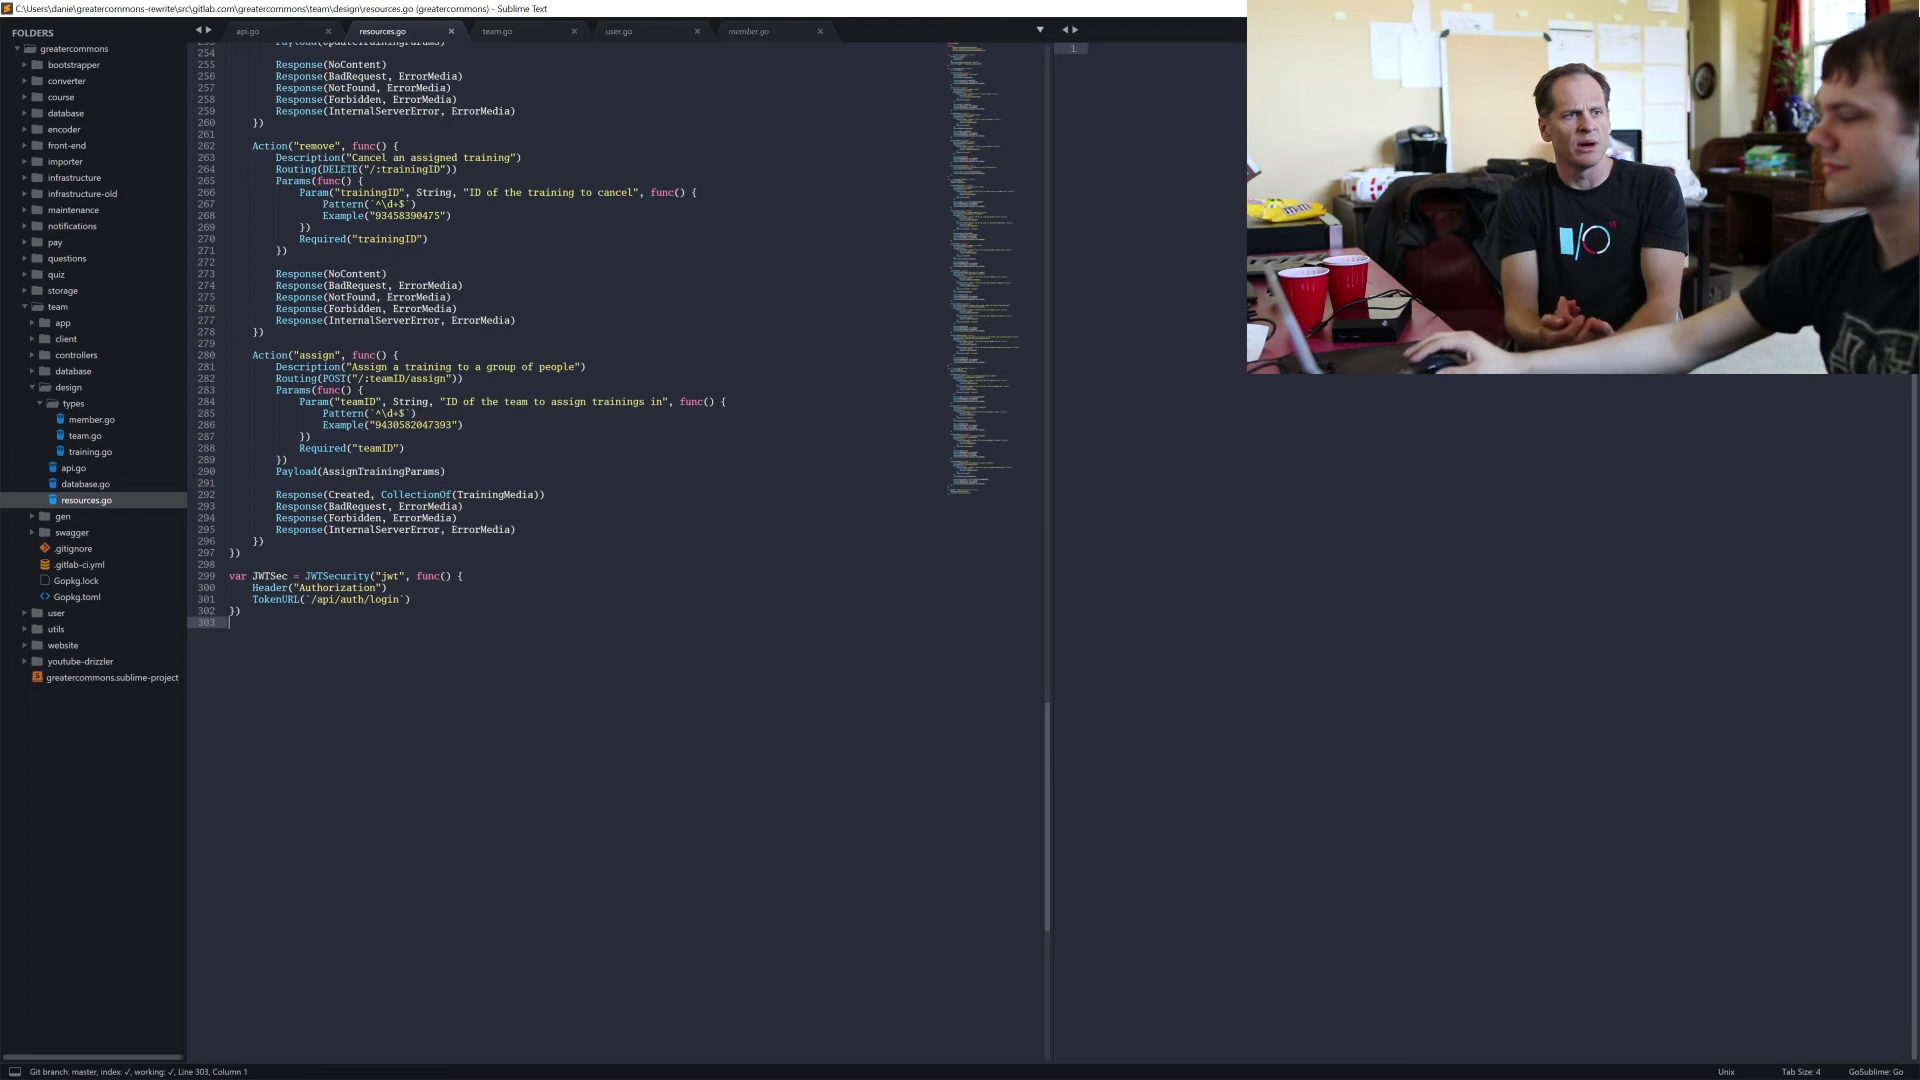 C:\Users\danie\greatercommons-rewrite\src\gitlab.com\greatercommons\team\design\resources.go (greatercommons) - Sublime Text
FOLDERS
greatercommons
bootstrapper
converter
course
database
encoder
front-end
importer
infrastructure
infrastructure-old
maintenance
notifications
pay
questions
quiz
storage
team
app
client
controllers
database
design
types
member.go
team.go
training.go
api.go
database.go
resources.go
gen
swagger
.gitignore
.gitlab-ci.yml
Gopkg.lock
Gopkg.toml
user
utils
website
youtube-drizzler
greatercommons.sublime-project
api.go
resources.go
team.go
user.go
member.go
253 Payload(UpdateTrainingParams)
254
255 Response(NoContent)
256 Response(BadRequest, ErrorMedia)
257 Response(NotFound, ErrorMedia)
258 Response(Forbidden, ErrorMedia)
259 Response(InternalServerError, ErrorMedia)
260 })
261
262 Action("remove", func() {
263 Description("Cancel an assigned training")
264 Routing(DELETE("/:trainingID"))
265 Params(func() {
266 Param("trainingID", String, "ID of the training to cancel", func() {
267 Pattern(`^\d+$`)
268 Example("93458390475")
269 })
270 Required("trainingID")
271 })
272
273 Response(NoContent)
274 Response(BadRequest, ErrorMedia)
275 Response(NotFound, ErrorMedia)
276 Response(Forbidden, ErrorMedia)
277 Response(InternalServerError, ErrorMedia)
278 })
279
280 Action("assign", func() {
281 Description("Assign a training to a group of people")
282 Routing(POST("/:teamID/assign"))
283 Params(func() {
284 Param("teamID", String, "ID of the team to assign trainings in", func() {
285 Pattern(`^\d+$`)
286 Example("9430582047393")
287 })
288 Required("teamID")
289 })
290 Payload(AssignTrainingParams)
291
292 Response(Created, CollectionOf(TrainingMedia))
293 Response(BadRequest, ErrorMedia)
294 Response(Forbidden, ErrorMedia)
295 Response(InternalServerError, ErrorMedia)
296 })
297 })
298
299 var JWTSec = JWTSecurity("jwt", func() {
300 Header("Authorization")
301 TokenURL(`/api/auth/login`)
302 })
303
1
I/O
Git branch: master, index: ✓, working: ✓, Line 303, Column 1
Unix
Tab Size: 4
GoSublime: Go